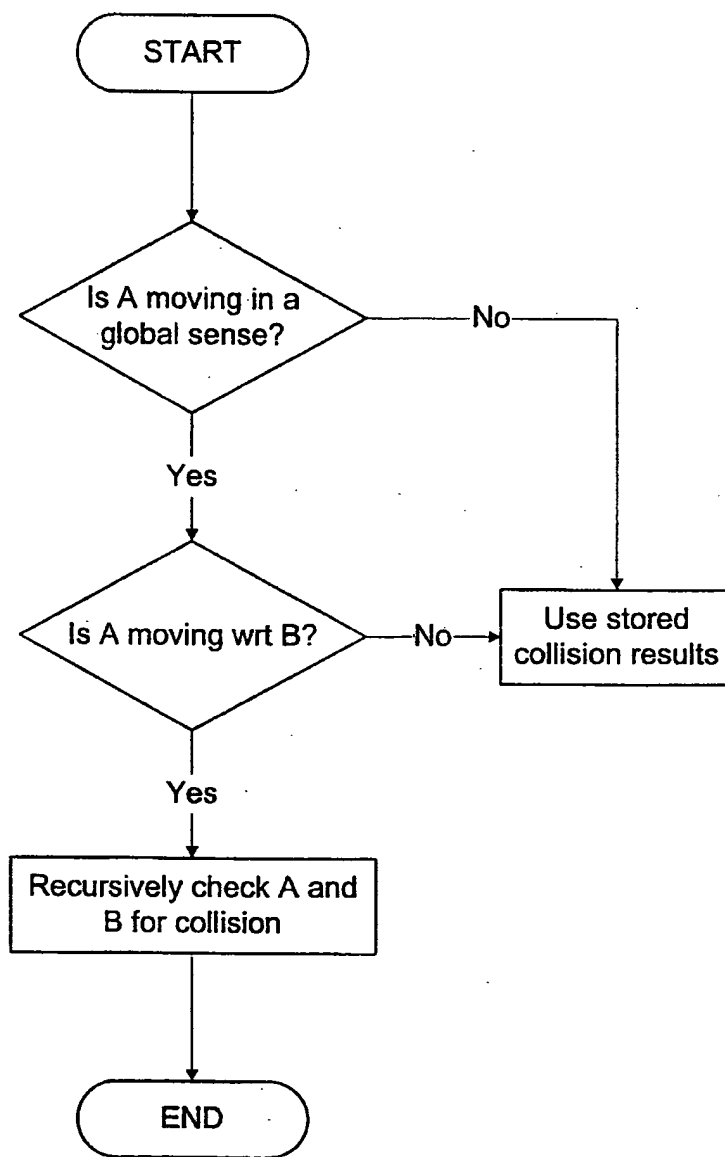 START
Is A moving in a
global sense?
No
Yes
Is A moving wrt B?
No
Use stored
collision results
Yes
Recursively check A and
B for collision
END